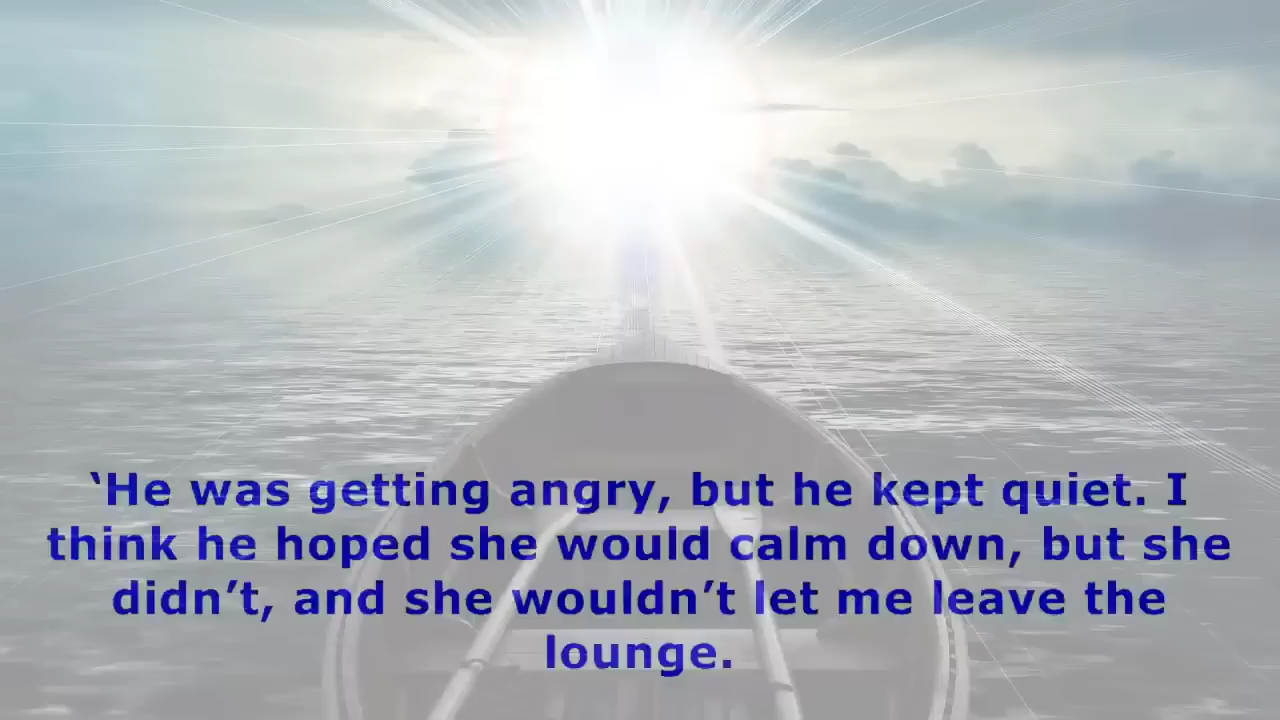 ‘He was getting angry, but he kept quiet. I
think he hoped she would calm down, but she
didn’t, and she wouldn’t let me leave the
lounge.